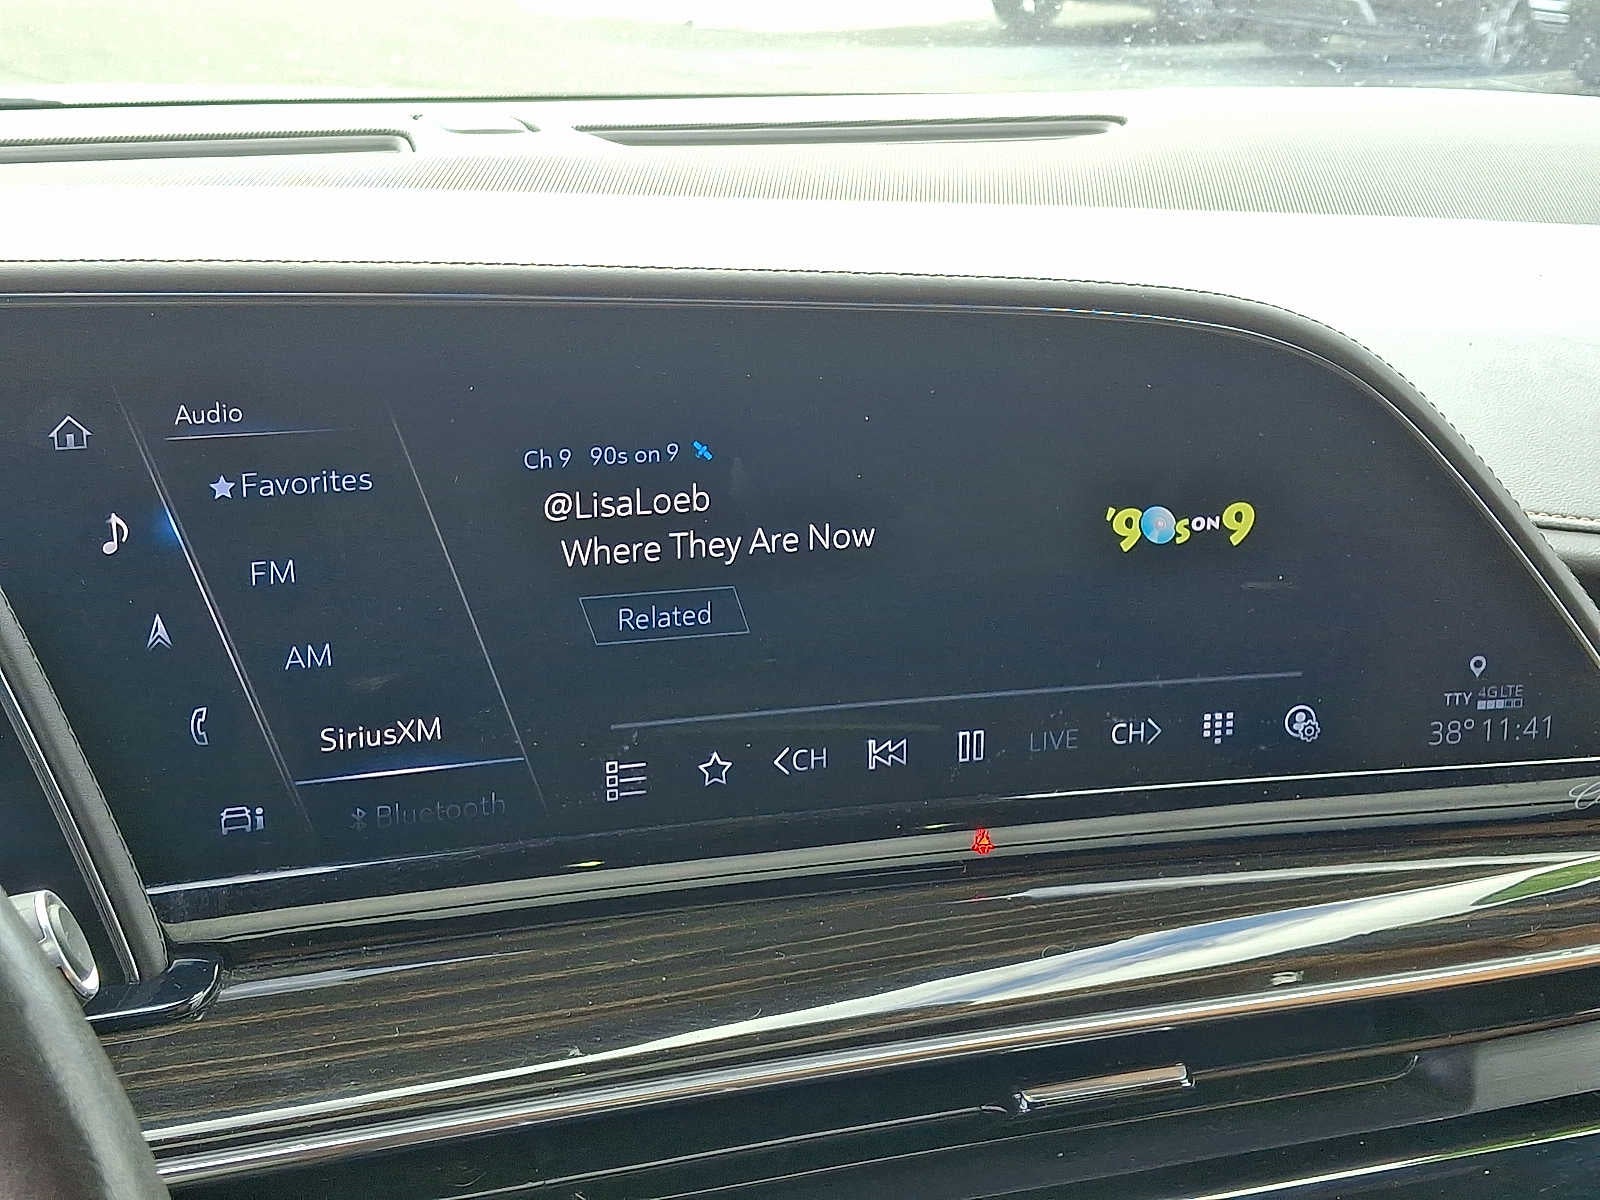 Audio
★Favorites
FM
AM
SiriusXM
Bluetooth
Ch 9 90s on 9
@LisaLoeb
Where They Are Now
Related
'90s ON 9
<CH
LIVE
CH>
TTY 4G LTE
38° 11:41